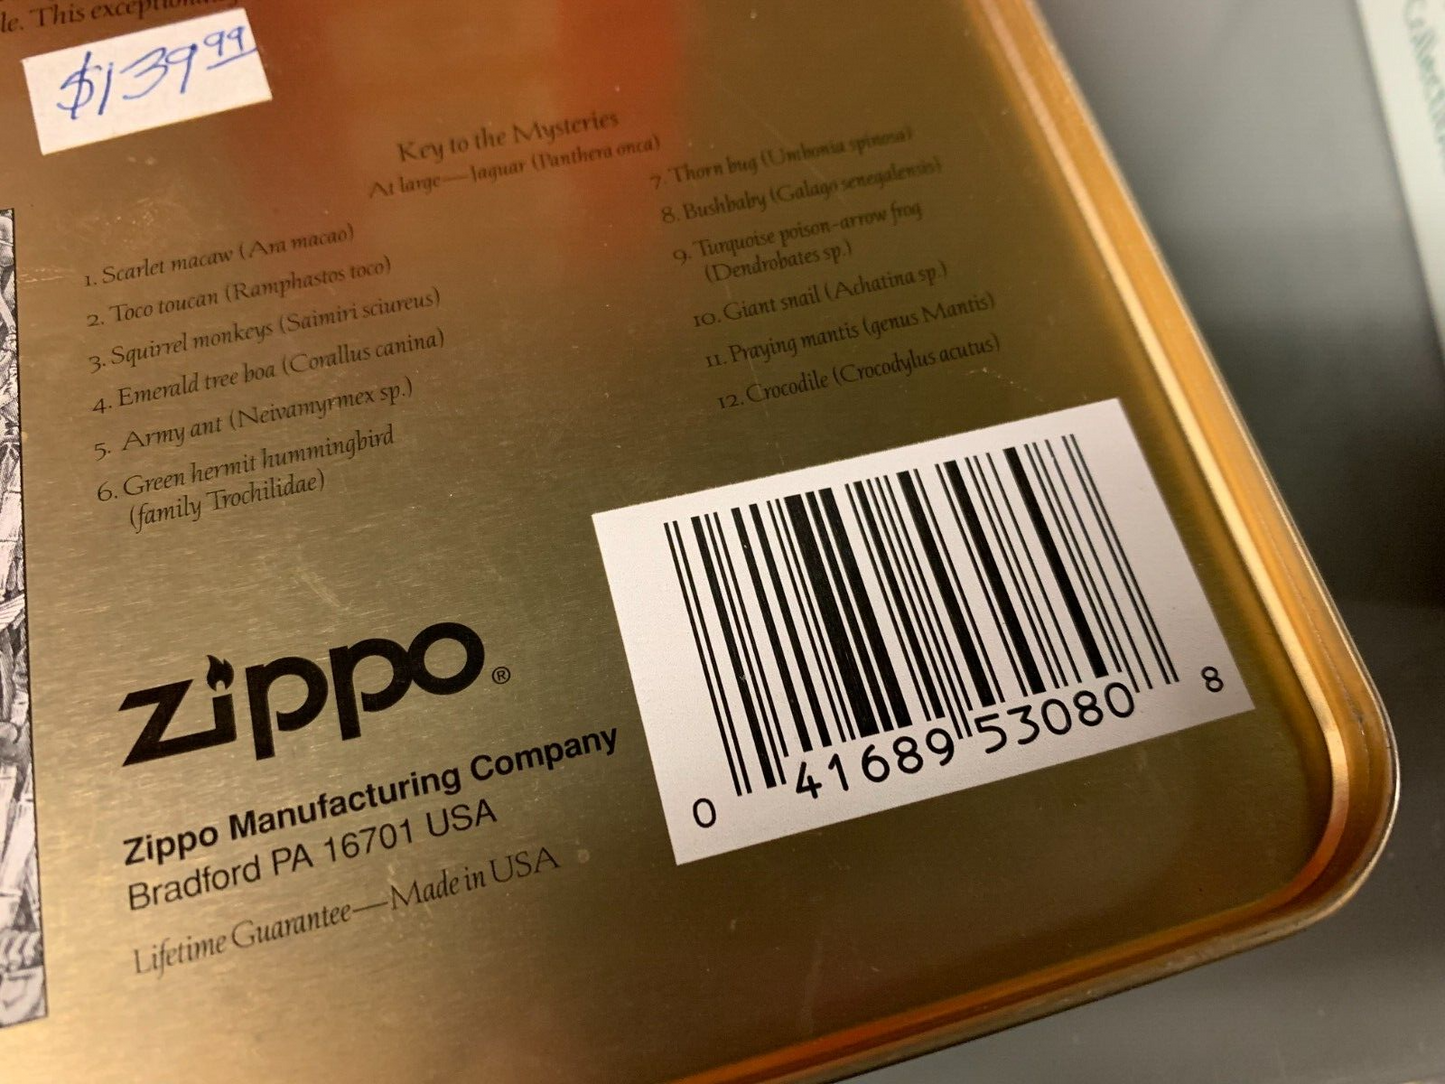 le. This exceptionally
$139.99
Key to the Mysteries
At large—Jaguar (Panthera onca)
1. Scarlet macaw (Ara macao)
2. Toco toucan (Ramphastos toco)
3. Squirrel monkeys (Saimiri sciureus)
4. Emerald tree boa (Corallus canina)
5. Army ant (Neivamyrmex sp.)
6. Green hermit hummingbird
(family Trochilidae)
7. Thorn bug (Umbonia spinosa)
8. Bushbaby (Galago senegalensis)
9. Turquoise poison-arrow frog
(Dendrobates sp.)
10. Giant snail (Achatina sp.)
11. Praying mantis (genus Mantis)
12. Crocodile (Crocodylus acutus)
zippo®
Zippo Manufacturing Company
Bradford PA 16701 USA
Lifetime Guarantee—Made in USA
0 41689 53080 8